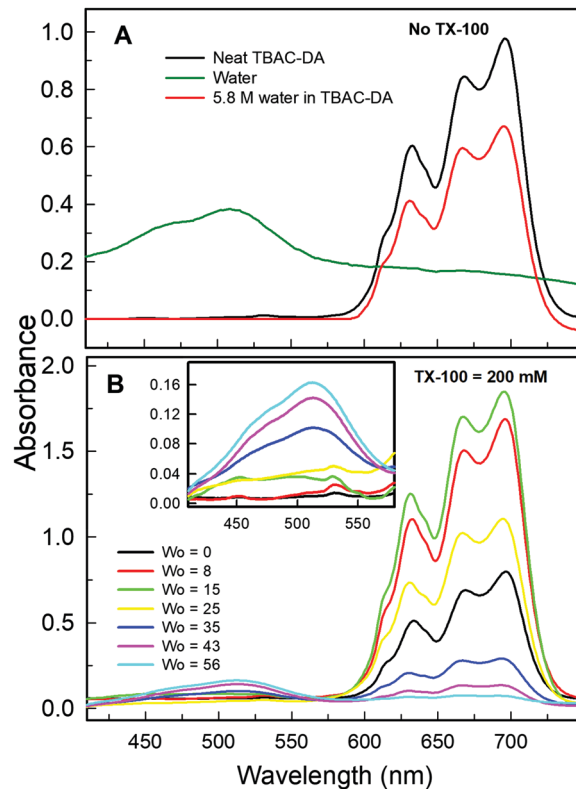 A
No TX-100
Neat TBAC-DA
Water
5.8 M water in TBAC-DA
1.0
0.8
0.6
0.4
0.2
0.0
Absorbance
B
TX-100 = 200 mM
2.0
1.5
1.0
0.5
0.0
0.16
0.12
0.08
0.04
0.00
450 500 550
Wo = 0
Wo = 8
Wo = 15
Wo = 25
Wo = 35
Wo = 43
Wo = 56
450 500 550 600 650 700
Wavelength (nm)